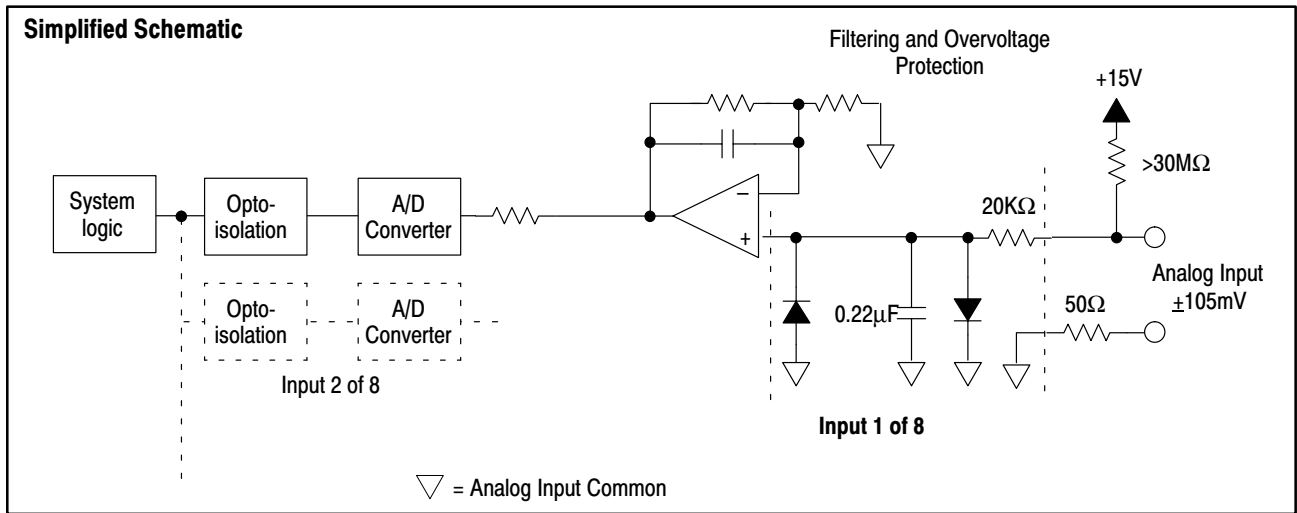 Simplified Schematic
Filtering and Overvoltage
Protection
+15V
>30MΩ
System
logic
Opto-
isolation
A/D
Converter
−
+
20KΩ
Analog Input
±105mV
50Ω
0.22μF
Opto-
isolation
A/D
Converter
Input 2 of 8
Input 1 of 8
= Analog Input Common